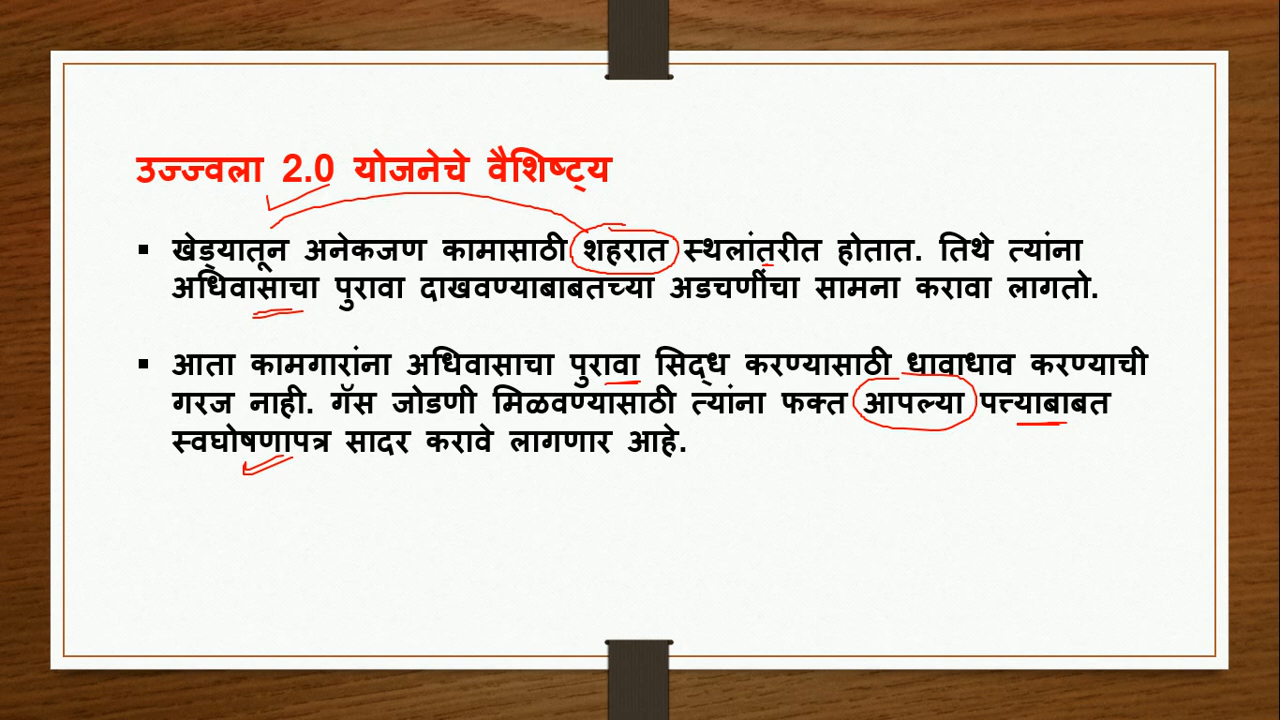 उज्ज्वला 2.0 योजनेचे वैशिष्ट्य
▪ खेड्यातून अनेकजण कामासाठी शहरात स्थलांतरीत होतात. तिथे त्यांना
अधिवासाचा पुरावा दाखवण्याबाबतच्या अडचणींचा सामना करावा लागतो.
▪ आता कामगारांना अधिवासाचा पुरावा सिद्ध करण्यासाठी धावाधाव करण्याची
गरज नाही. गॅस जोडणी मिळवण्यासाठी त्यांना फक्त आपल्या पत्त्याबाबत
स्वघोषणापत्र सादर करावे लागणार आहे.